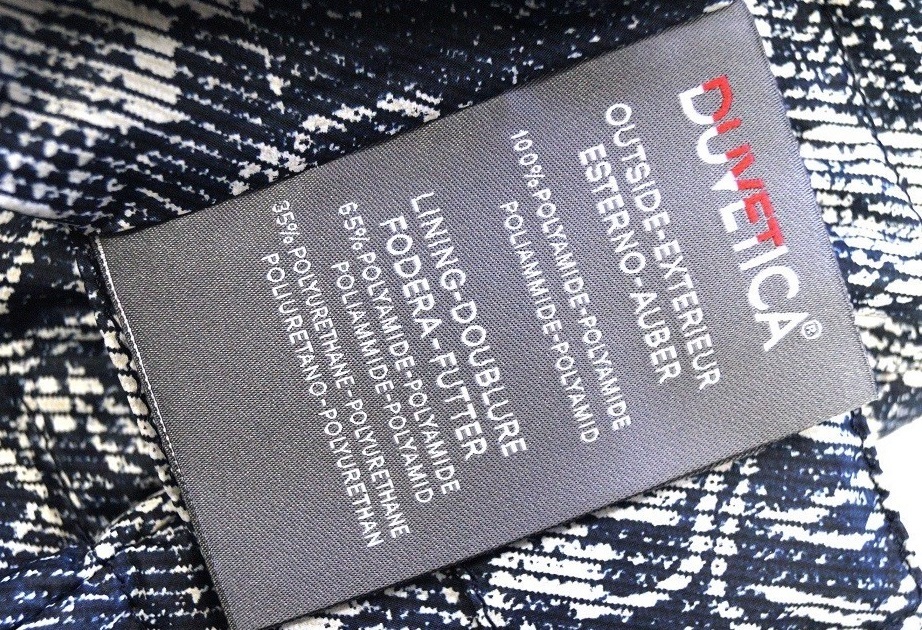 DUVETICA®
OUTSIDE-EXTERIEUR
ESTERNO-AUBER
100% POLYAMIDE-POLYAMIDE
POLIAMMIDE-POLYAMID
LINING-DOUBLURE
FODERA-FUTTER
65% POLYAMIDE-POLYAMIDE
POLIAMMIDE-POLYAMID
35% POLYURETHANE-POLYURETHANE
POLIURETANO-POLYURETHAN